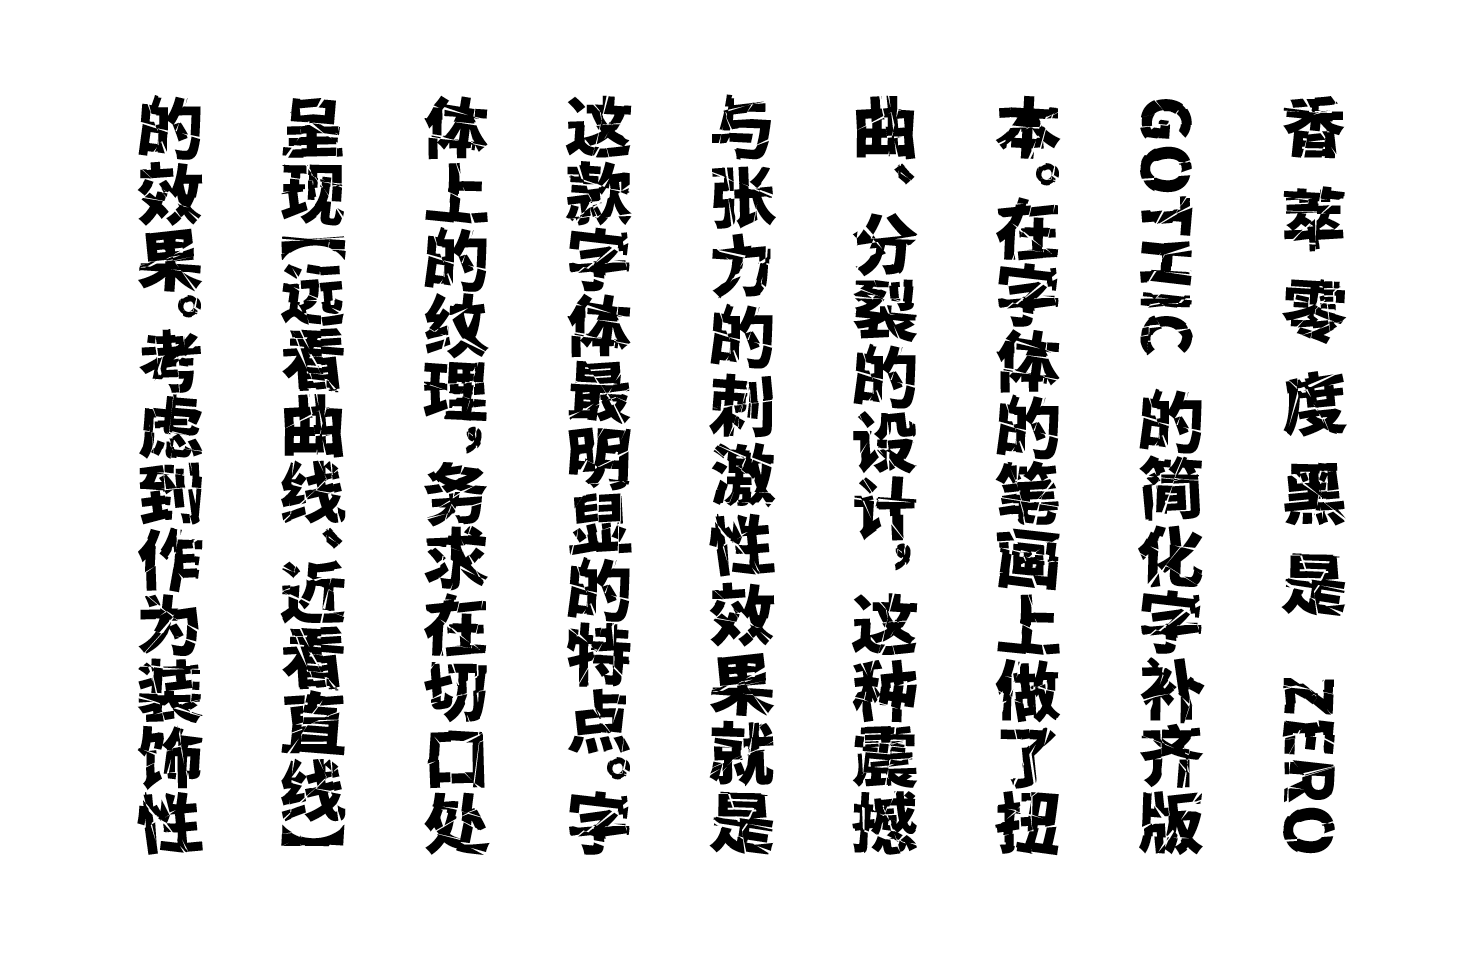 香萃零度黑是 ZERO
GOTHIC 的简化字补齐版
本。在字体的笔画上做了扭
曲、分裂的设计，这种震撼
与张力的刺激性效果就是
这款字体最明显的特点。字
体上的纹理，务求在切口处
呈现【远看曲线、近看直线】
的效果。考虑到作为装饰性